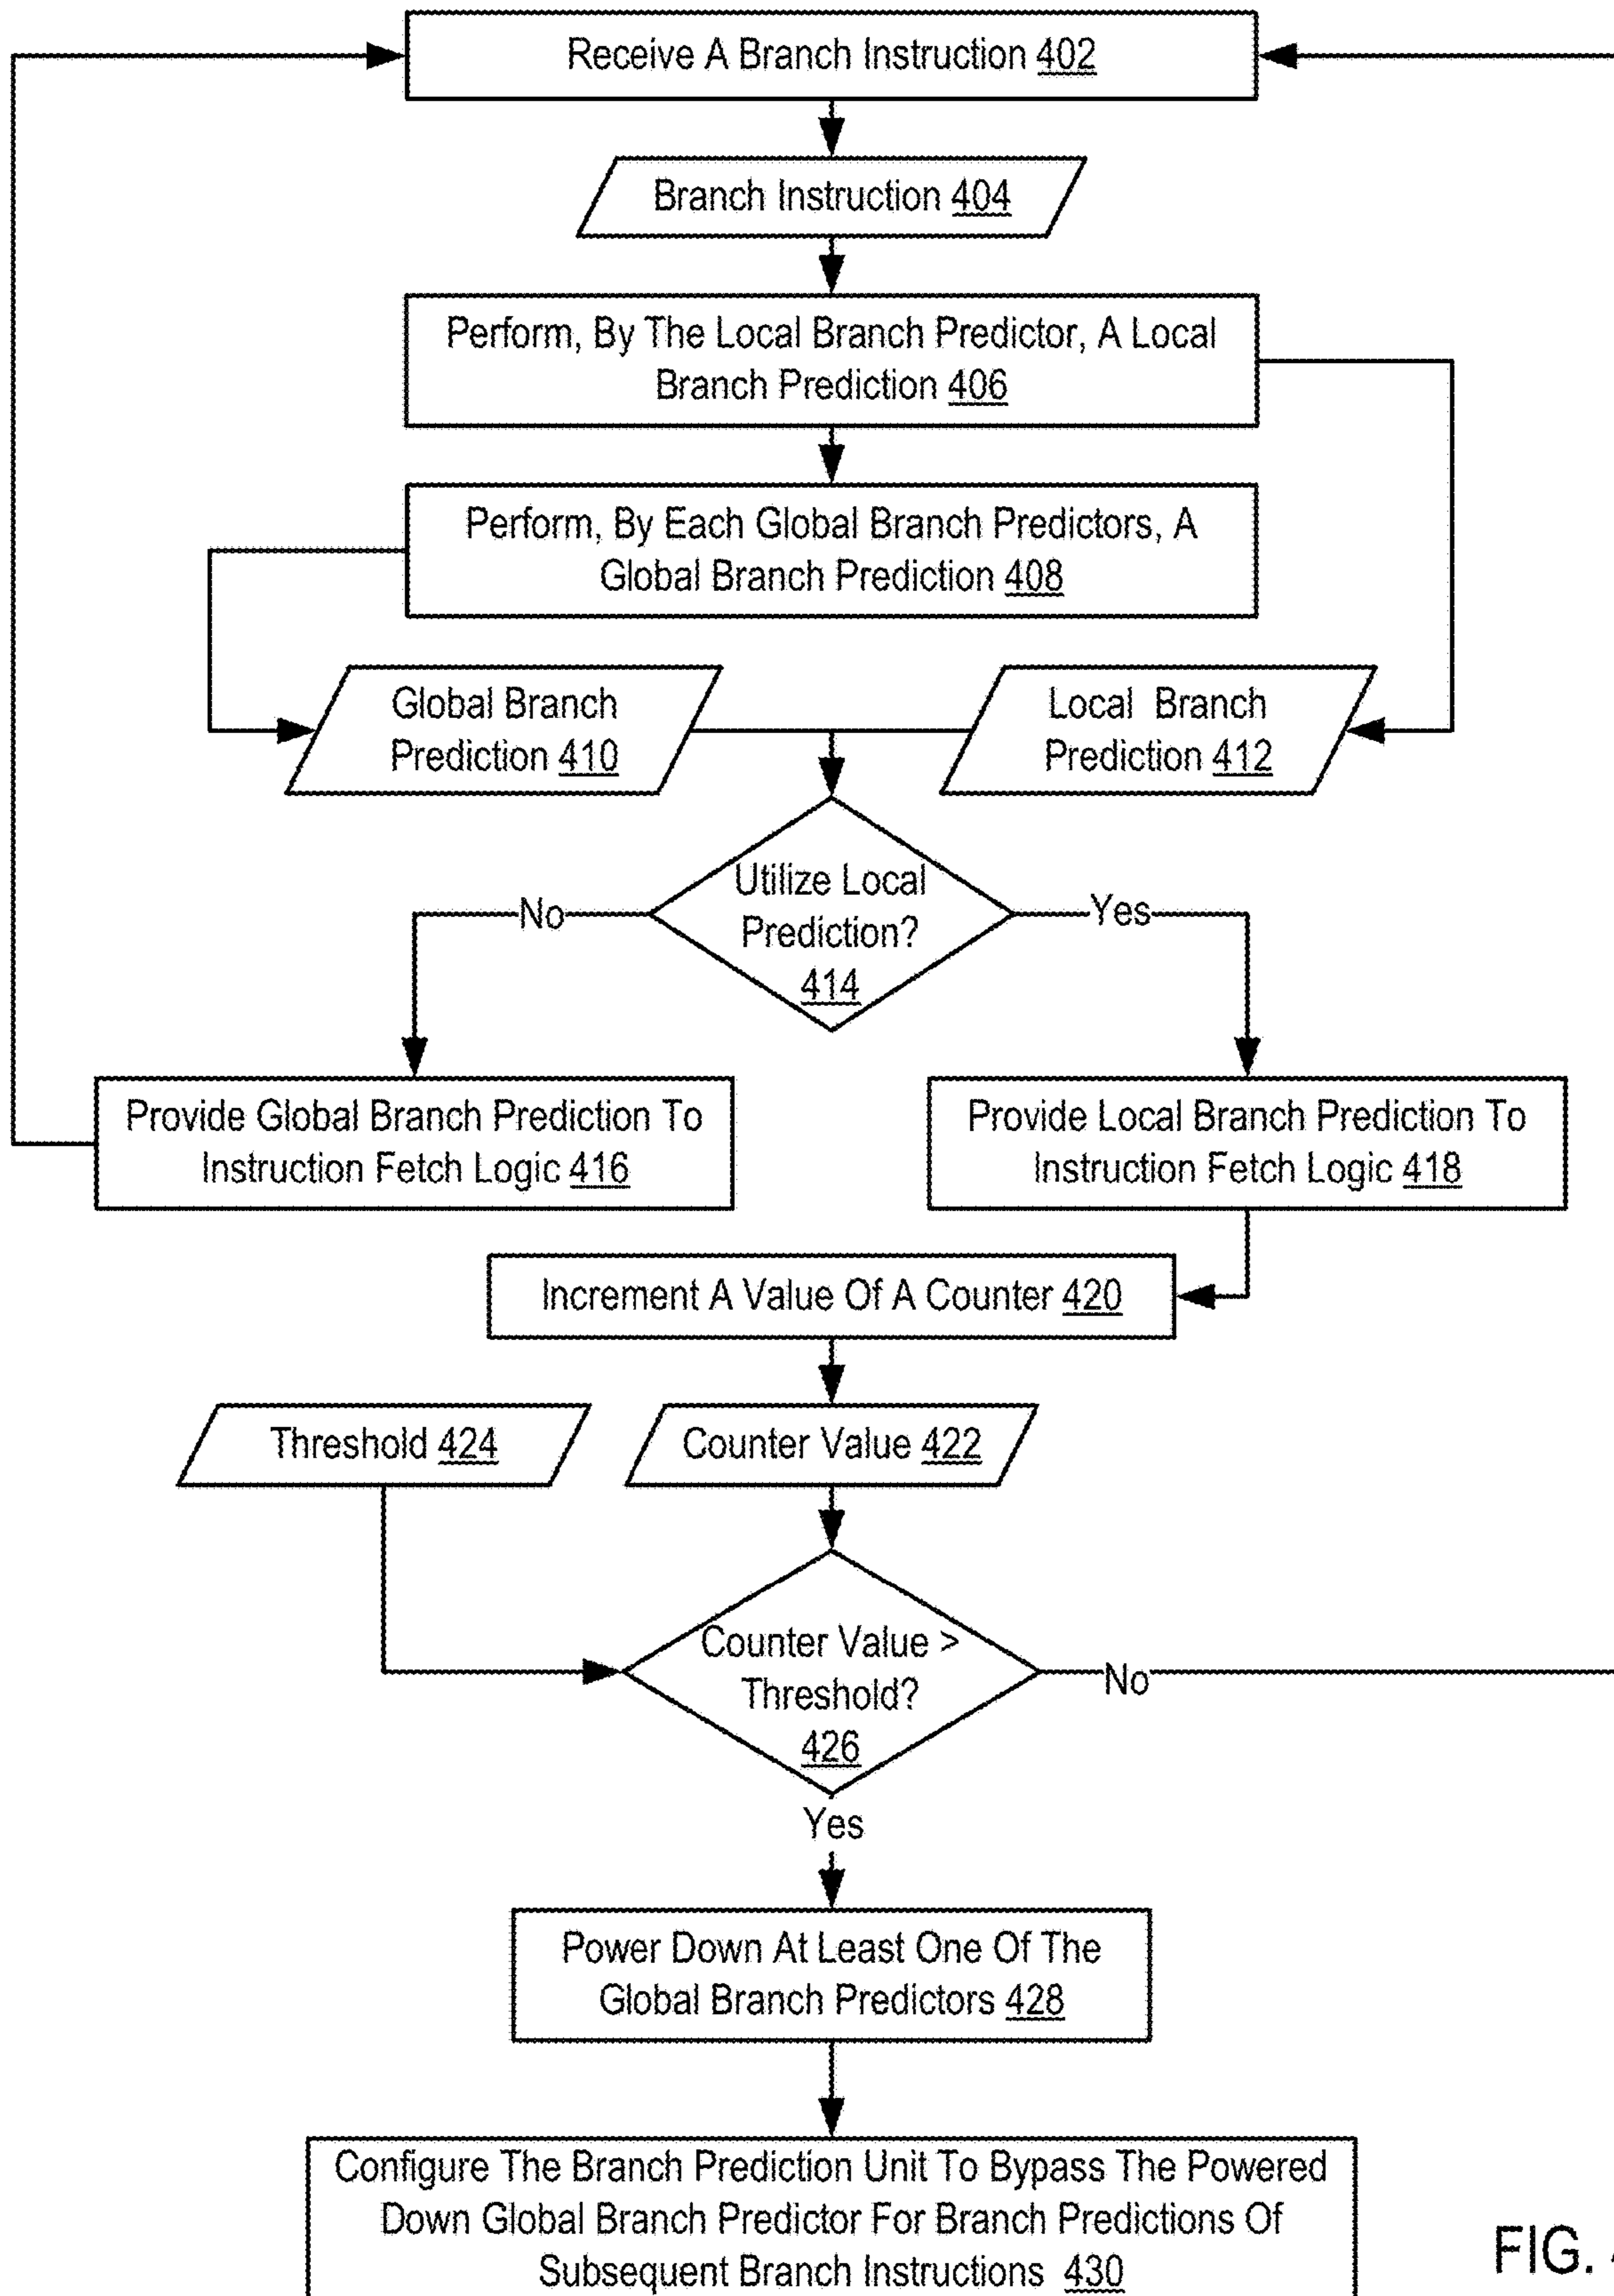 Receive A Branch Instruction 402
Branch Instruction 404
Perform, By The Local Branch Predictor, A Local
Branch Prediction 406
Perform, By Each Global Branch Predictors, A
Global Branch Prediction 408
Global Branch
Prediction 410
Local Branch
Prediction 412
Utilize Local
Prediction?
414
No
Yes
Provide Global Branch Prediction To
Instruction Fetch Logic 416
Provide Local Branch Prediction To
Instruction Fetch Logic 418
Increment A Value Of A Counter 420
Threshold 424
Counter Value 422
Counter Value >
Threshold?
426
No
Yes
Power Down At Least One Of The
Global Branch Predictors 428
Configure The Branch Prediction Unit To Bypass The Powered
Down Global Branch Predictor For Branch Predictions Of
Subsequent Branch Instructions 430
FIG.